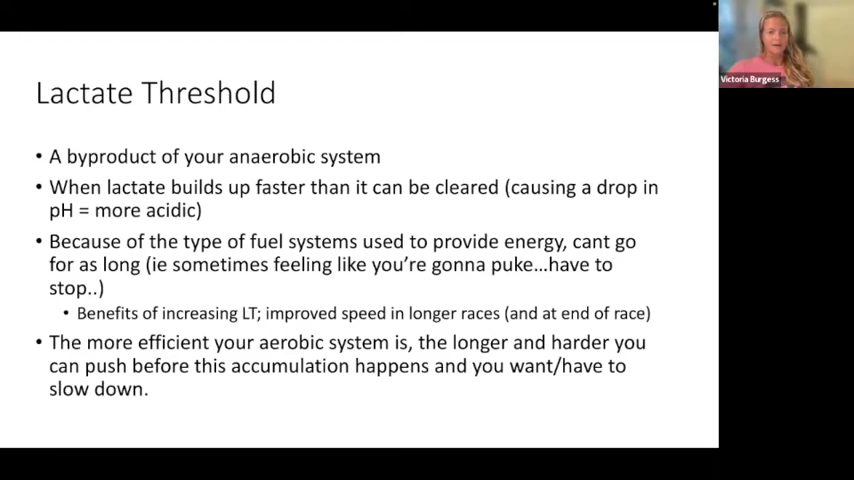 Victoria Burgess
Lactate Threshold
• A byproduct of your anaerobic system
• When lactate builds up faster than it can be cleared (causing a drop in
pH = more acidic)
• Because of the type of fuel systems used to provide energy, cant go
for as long (ie sometimes feeling like you’re gonna puke…have to
stop..)
• Benefits of increasing LT; improved speed in longer races (and at end of race)
• The more efficient your aerobic system is, the longer and harder you
can push before this accumulation happens and you want/have to
slow down.